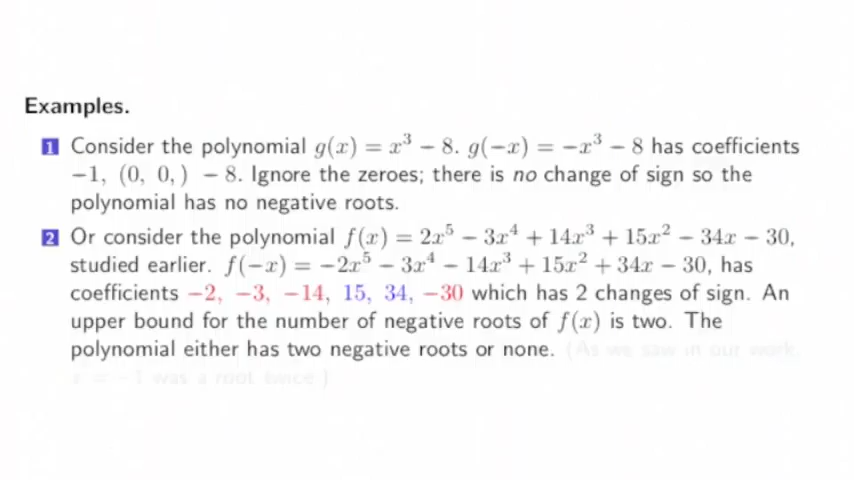 Examples.
1 Consider the polynomial g(x) = x³ − 8. g(−x) = −x³ − 8 has coefficients
−1, (0, 0,) − 8. Ignore the zeroes; there is no change of sign so the
polynomial has no negative roots.
2 Or consider the polynomial f(x) = 2x⁵ − 3x⁴ + 14x³ + 15x² − 34x − 30,
studied earlier. f(−x) = −2x⁵ − 3x⁴ − 14x³ + 15x² + 34x − 30, has
coefficients −2, −3, −14, 15, 34, −30 which has 2 changes of sign. An
upper bound for the number of negative roots of f(x) is two. The
polynomial either has two negative roots or none. (As we saw in our work,
x = −1 was a root twice.)